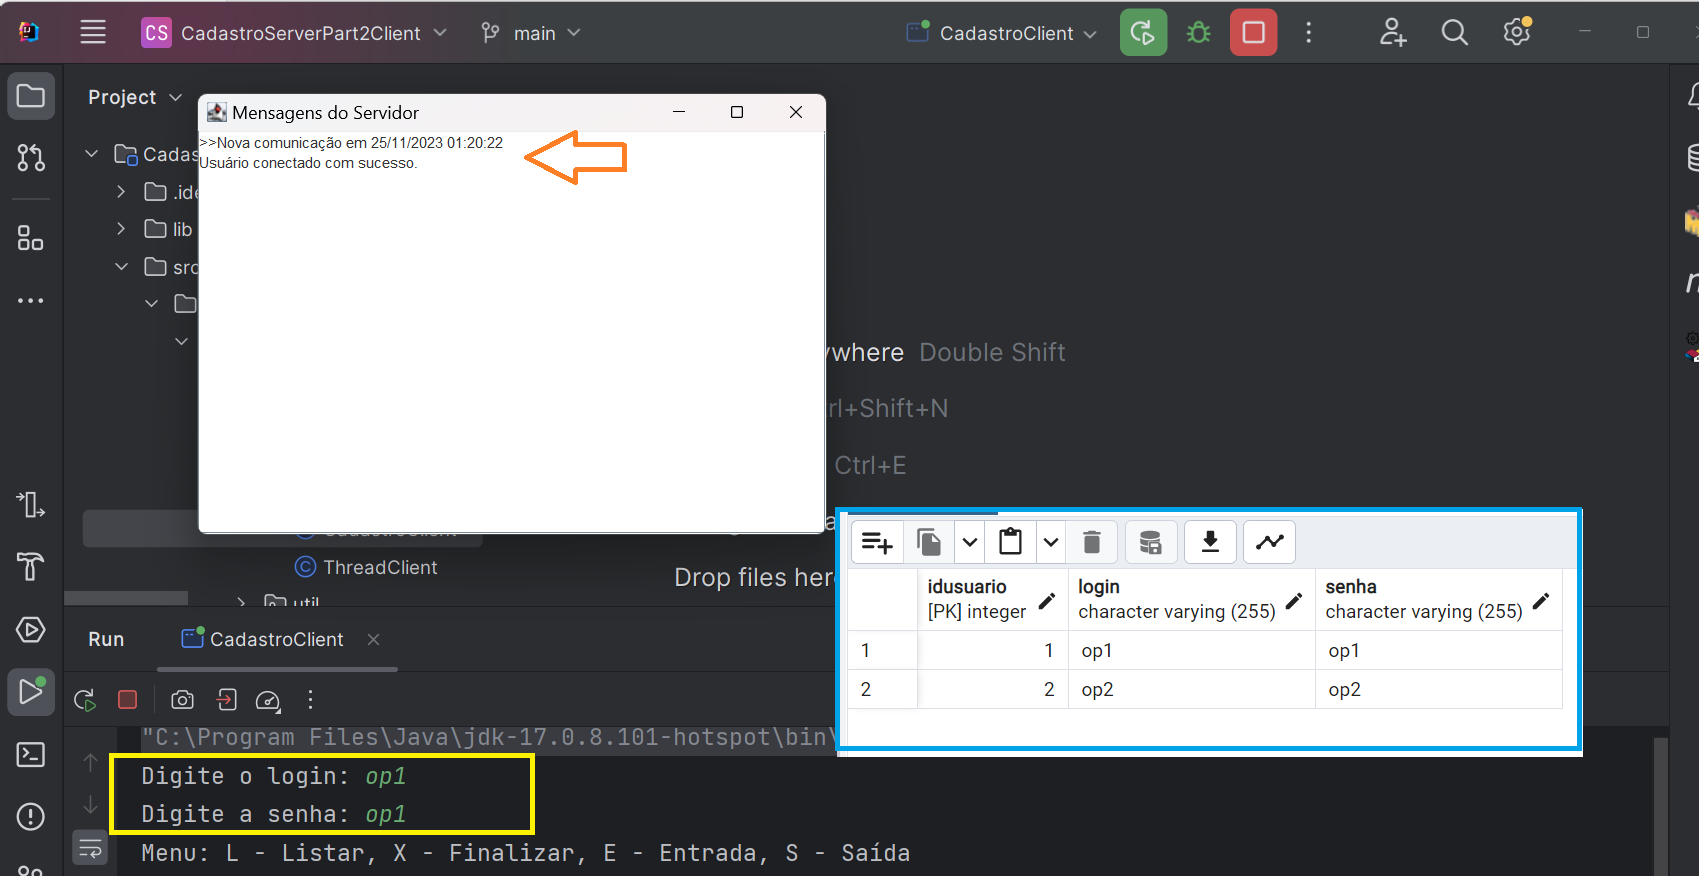 CS CadastroServerPart2Client main CadastroClient
Project
Mensagens do Servidor
>>Nova comunicação em 25/11/2023 01:20:22
Usuário conectado com sucesso.
Cadas
.ide
lib
src
ywhere Double Shift
rl+Shift+N
Ctrl+E
CadastroClient
ThreadClient
Drop files here
util
idusuario
[PK] integer
login
character varying (255)
senha
character varying (255)
1 1 op1 op1
2 2 op2 op2
Run CadastroClient
"C:\Program Files\Java\jdk-17.0.8.101-hotspot\bin\
Digite o login: op1
Digite a senha: op1
Menu: L - Listar, X - Finalizar, E - Entrada, S - Saída